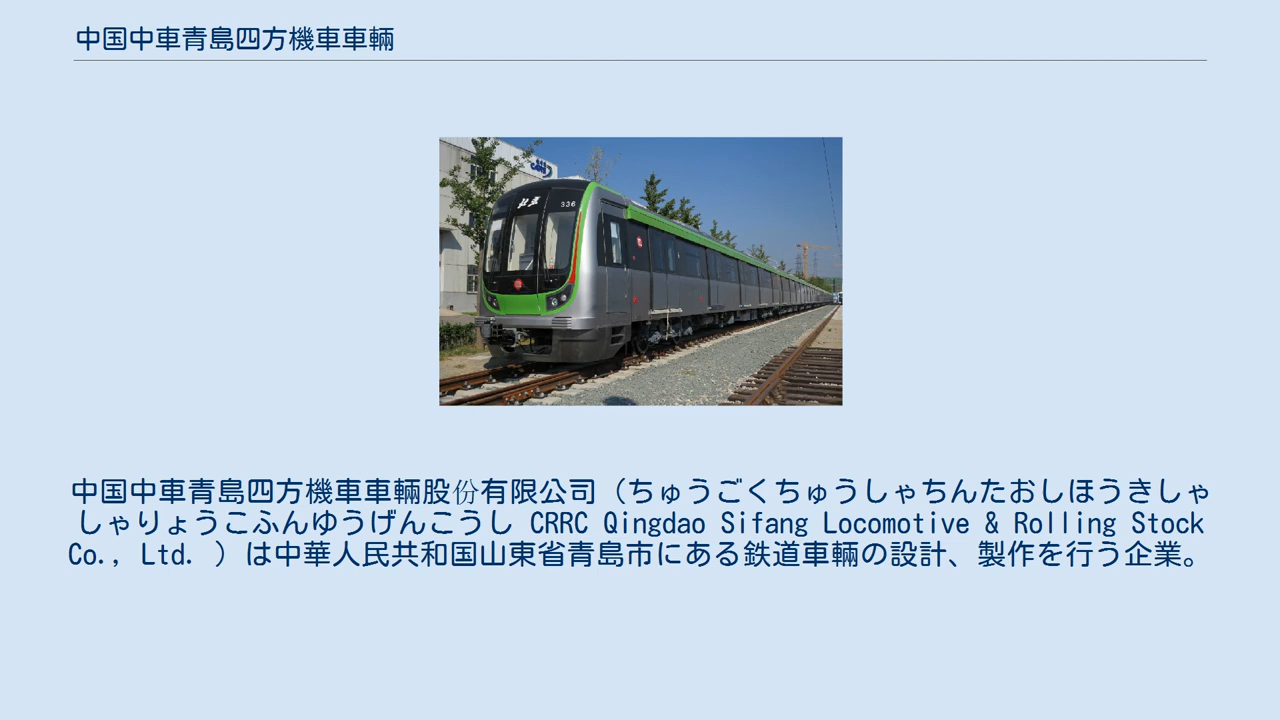 中国中車青島四方機車車輛
336
中国中車青島四方機車車輛股份有限公司（ちゅうごくちゅうしゃちんたおしほうきしゃ
しゃりょうこふんゆうげんこうし CRRC Qingdao Sifang Locomotive & Rolling Stock
Co., Ltd. ）は中華人民共和国山東省青島市にある鉄道車輛の設計、製作を行う企業。